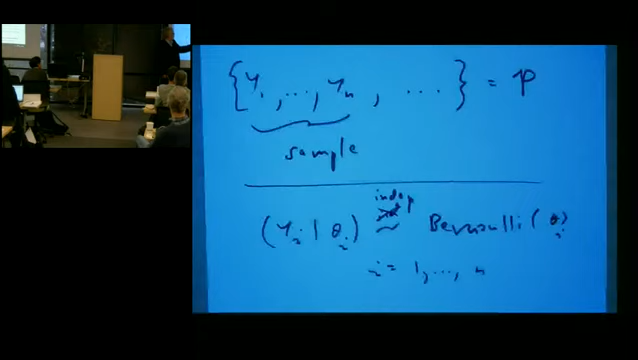 {Y₁, ..., Yₙ, ...} = P
sample
indep
(Yᵢ | θᵢ) ~ Bernoulli(θᵢ)
i = 1, ..., n